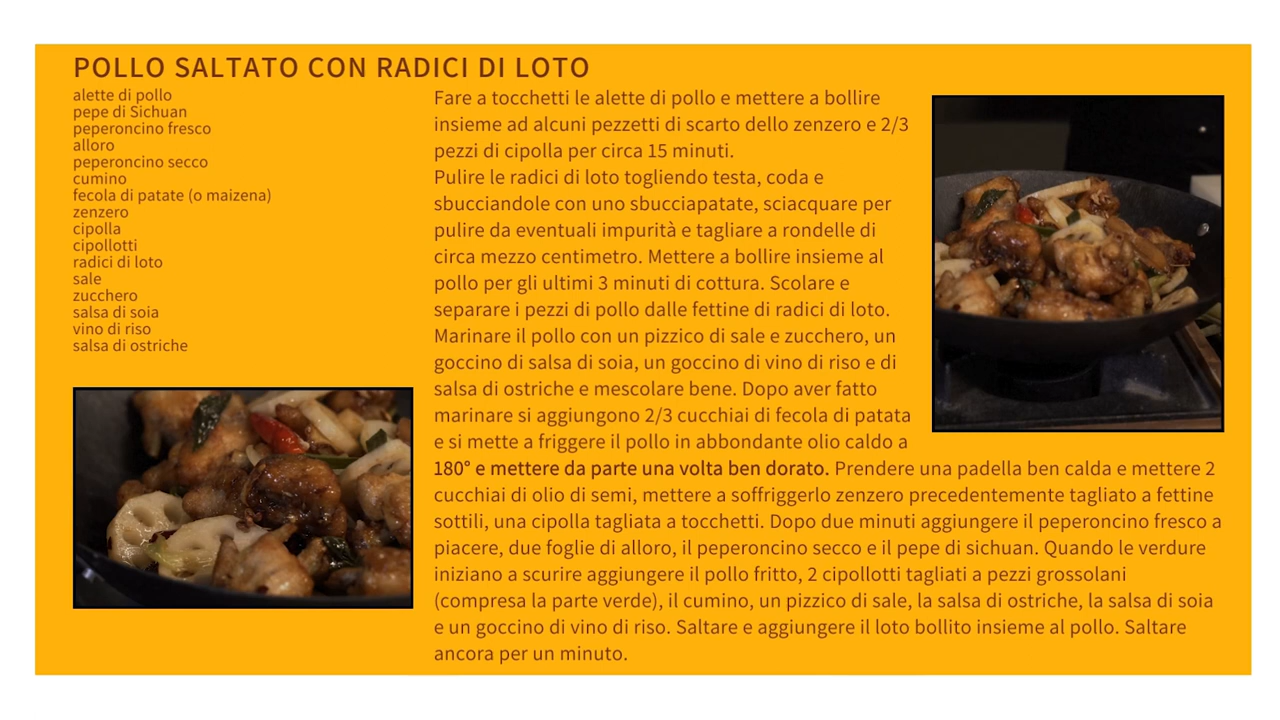 POLLO SALTATO CON RADICI DI LOTO
alette di pollo
pepe di Sichuan
peperoncino fresco
alloro
peperoncino secco
cumino
fecola di patate (o maizena)
zenzero
cipolla
cipollotti
radici di loto
sale
zucchero
salsa di soia
vino di riso
salsa di ostriche
Fare a tocchetti le alette di pollo e mettere a bollire
insieme ad alcuni pezzetti di scarto dello zenzero e 2/3
pezzi di cipolla per circa 15 minuti.
Pulire le radici di loto togliendo testa, coda e
sbucciandole con uno sbucciapatate, sciacquare per
pulire da eventuali impurità e tagliare a rondelle di
circa mezzo centimetro. Mettere a bollire insieme al
pollo per gli ultimi 3 minuti di cottura. Scolare e
separare i pezzi di pollo dalle fettine di radici di loto.
Marinare il pollo con un pizzico di sale e zucchero, un
goccino di salsa di soia, un goccino di vino di riso e di
salsa di ostriche e mescolare bene. Dopo aver fatto
marinare si aggiungono 2/3 cucchiai di fecola di patata
e si mette a friggere il pollo in abbondante olio caldo a
180° e mettere da parte una volta ben dorato. Prendere una padella ben calda e mettere 2
cucchiai di olio di semi, mettere a soffriggerlo zenzero precedentemente tagliato a fettine
sottili, una cipolla tagliata a tocchetti. Dopo due minuti aggiungere il peperoncino fresco a
piacere, due foglie di alloro, il peperoncino secco e il pepe di sichuan. Quando le verdure
iniziano a scurire aggiungere il pollo fritto, 2 cipollotti tagliati a pezzi grossolani
(compresa la parte verde), il cumino, un pizzico di sale, la salsa di ostriche, la salsa di soia
e un goccino di vino di riso. Saltare e aggiungere il loto bollito insieme al pollo. Saltare
ancora per un minuto.